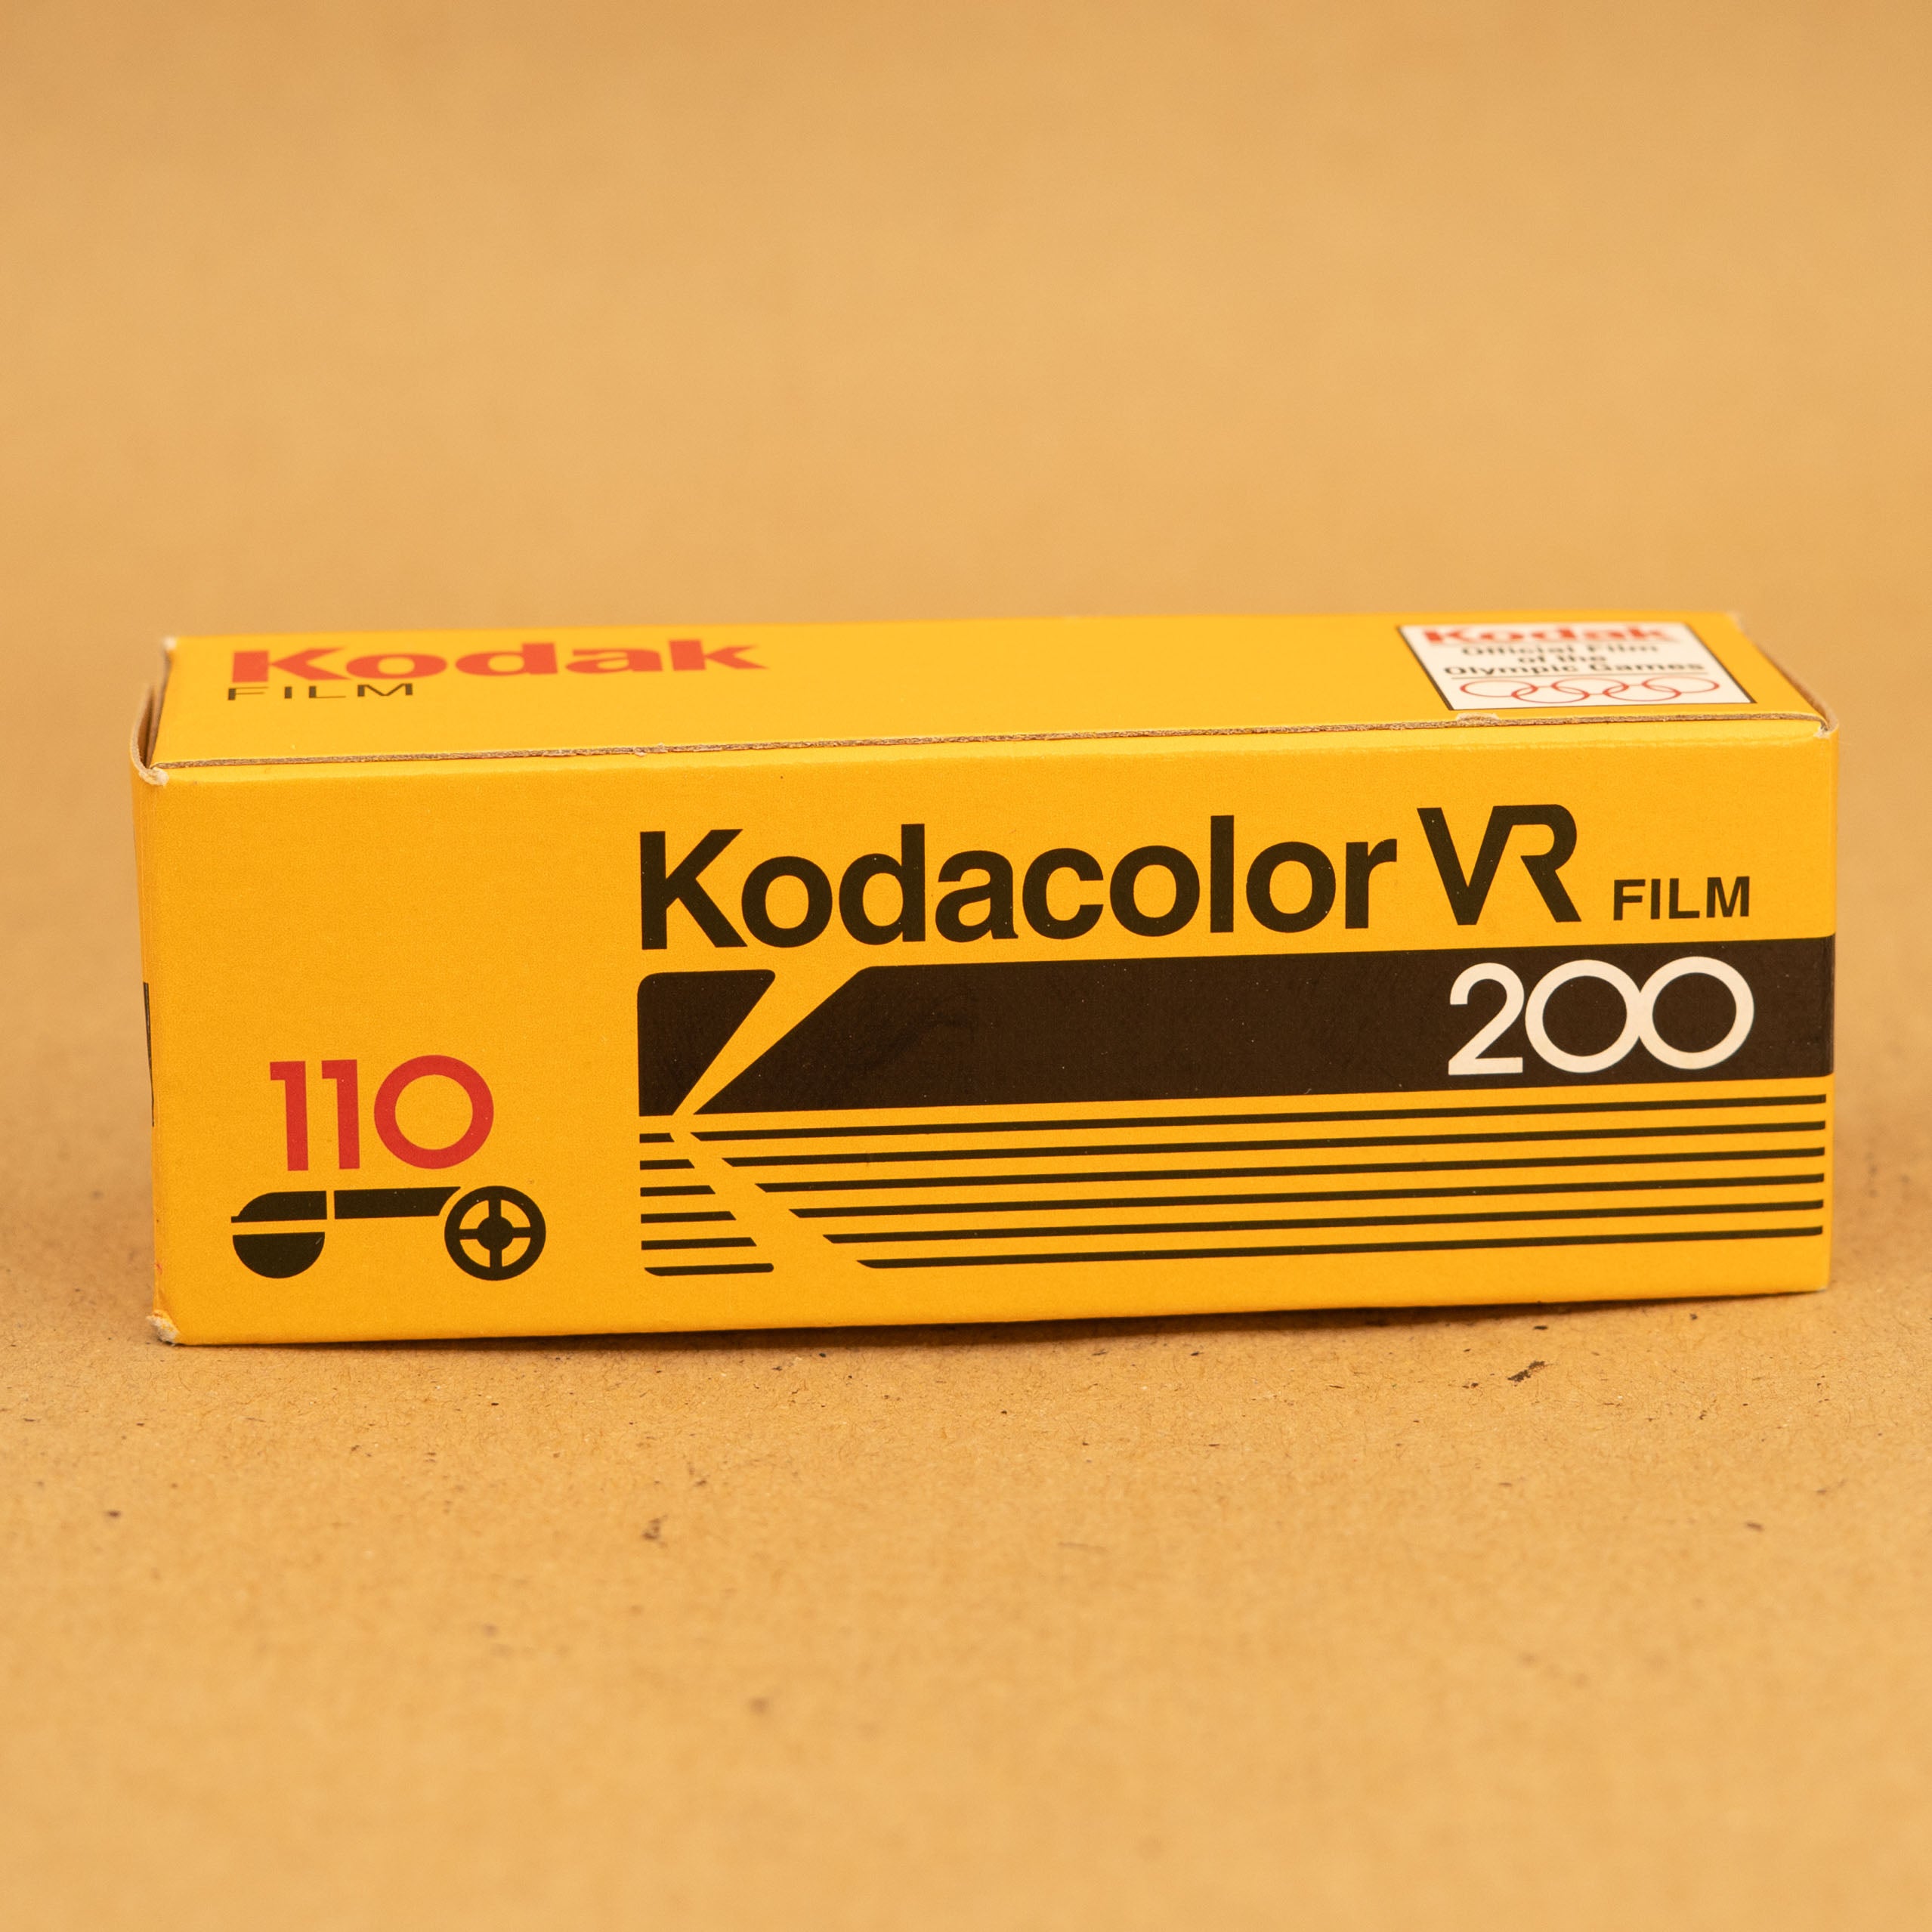 Kodak
FILM
Kodak
Official Film
of the
Olympic Games
Kodacolor VR FILM
200
110